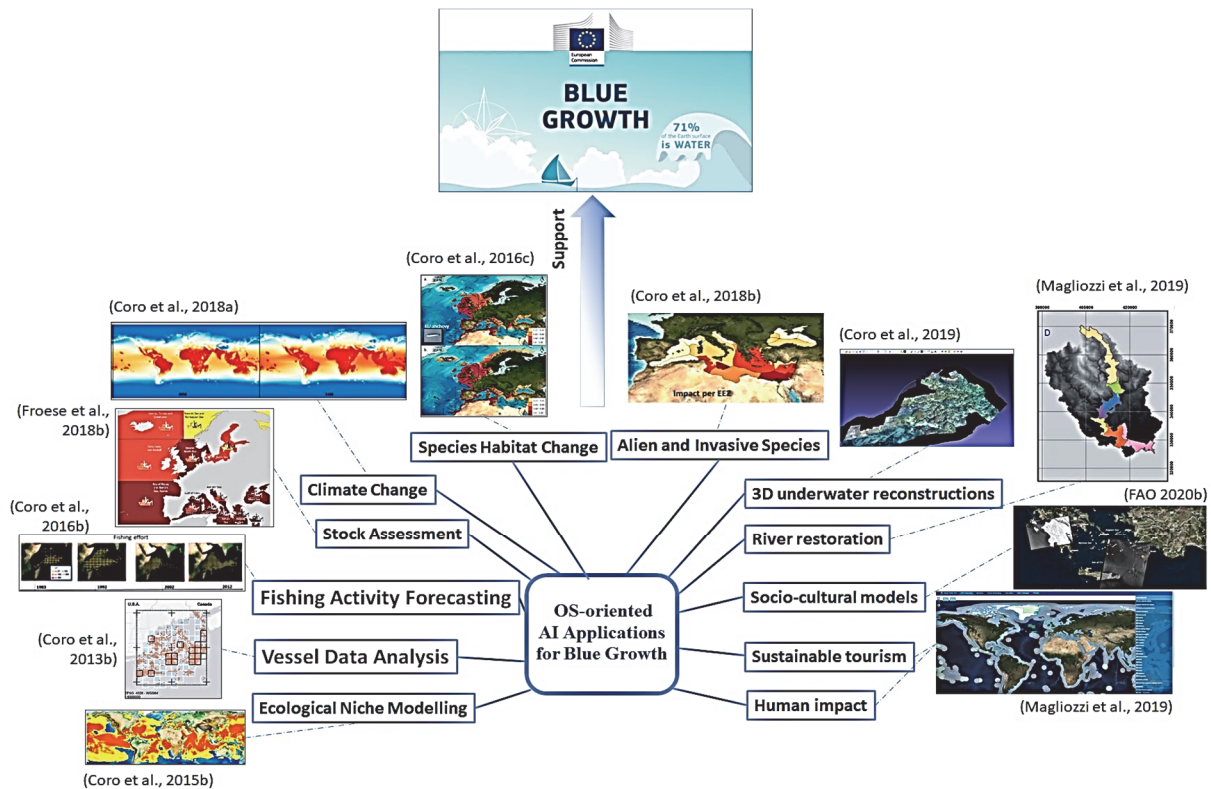 European
Commission
BLUE
GROWTH
71%
of the Earth surface
is WATER
Support
(Coro et al., 2016c)
(Coro et al., 2018a)
(Coro et al., 2018b)
Impact per EEZ
(Coro et al., 2019)
(Magliozzi et al., 2019)
D
(Froese et al.,
2018b)
Species Habitat Change
Alien and Invasive Species
Climate Change
3D underwater reconstructions
(FAO 2020b)
(Coro et al.,
2016b)
Fishing effort
1983
1992
2002
2012
Stock Assessment
River restoration
Fishing Activity Forecasting
OS-oriented
AI Applications
for Blue Growth
Socio-cultural models
U.S.A.
Canada
(Coro et al.,
2013b)
Vessel Data Analysis
Sustainable tourism
Ecological Niche Modelling
Human impact
(Magliozzi et al., 2019)
(Coro et al., 2015b)